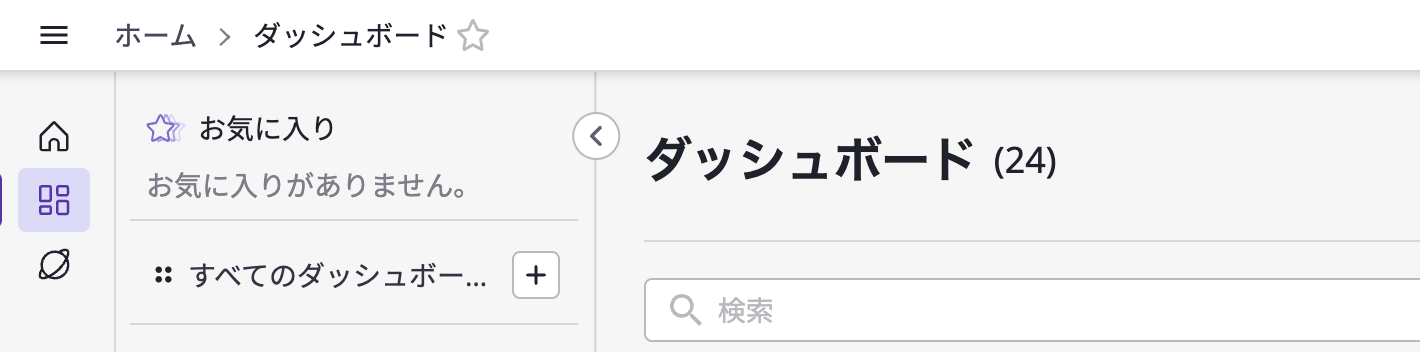 ホーム > ダッシュボード
お気に入り
お気に入りがありません。
すべてのダッシュボー...
ダッシュボード (24)
検索